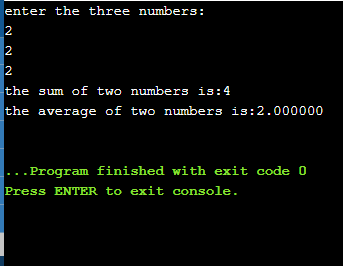 enter the three numbers:
2
2
2
the sum of two numbers is:4
the average of two numbers is:2.000000
...Program finished with exit code 0
Press ENTER to exit console.